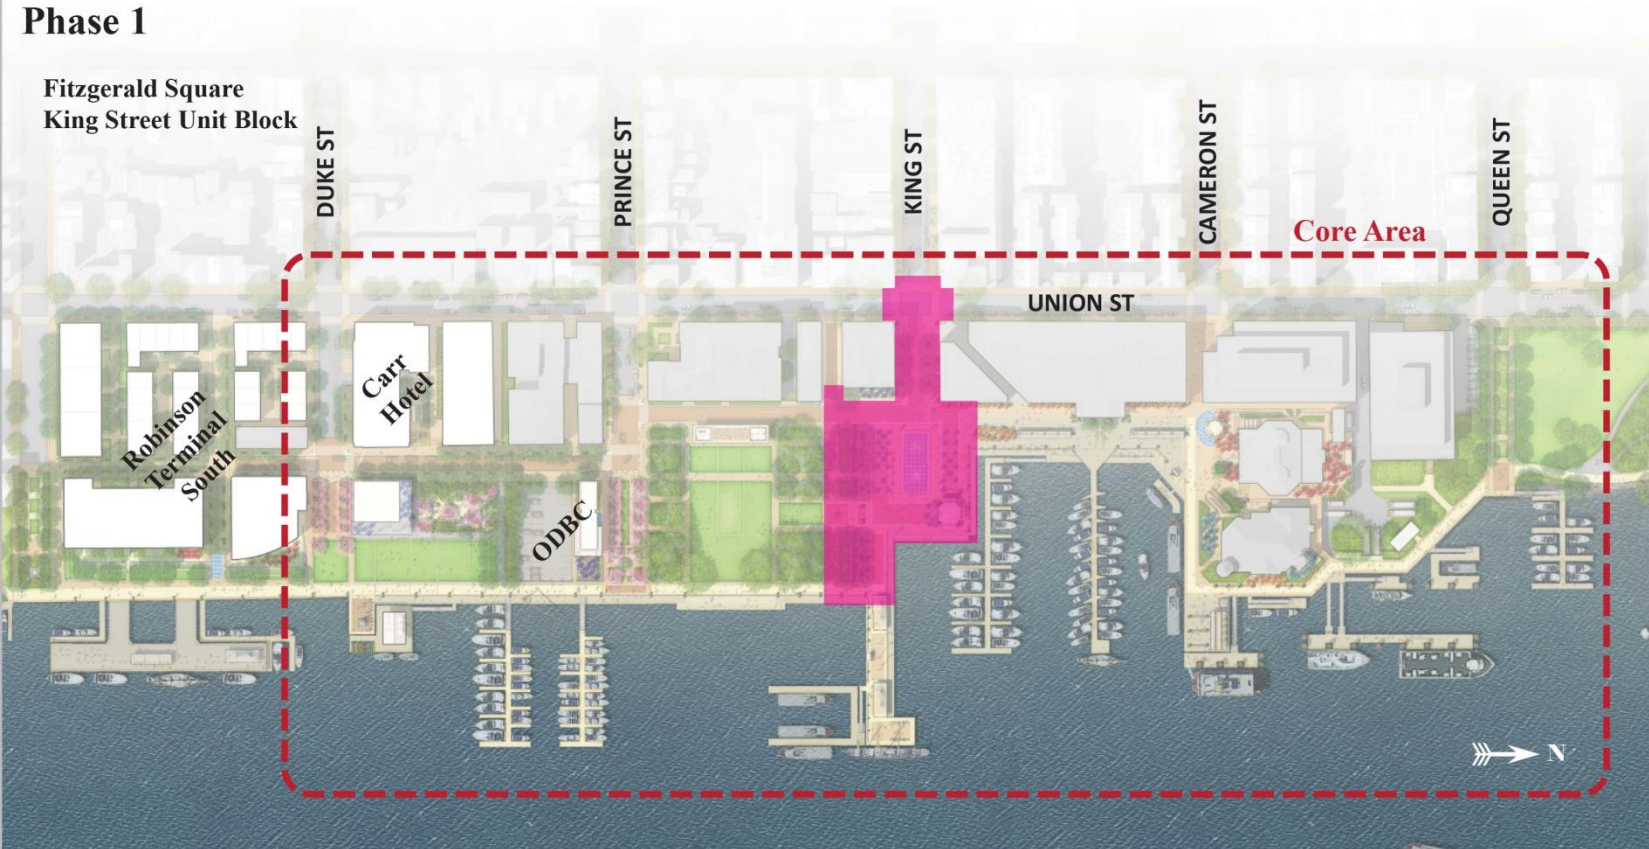 Phase 1
Fitzgerald Square
King Street Unit Block
DUKE ST
PRINCE ST
KING ST
CAMERON ST
QUEEN ST
Core Area
UNION ST
Carr
Hotel
Robinson
Terminal
South
ODBC
N